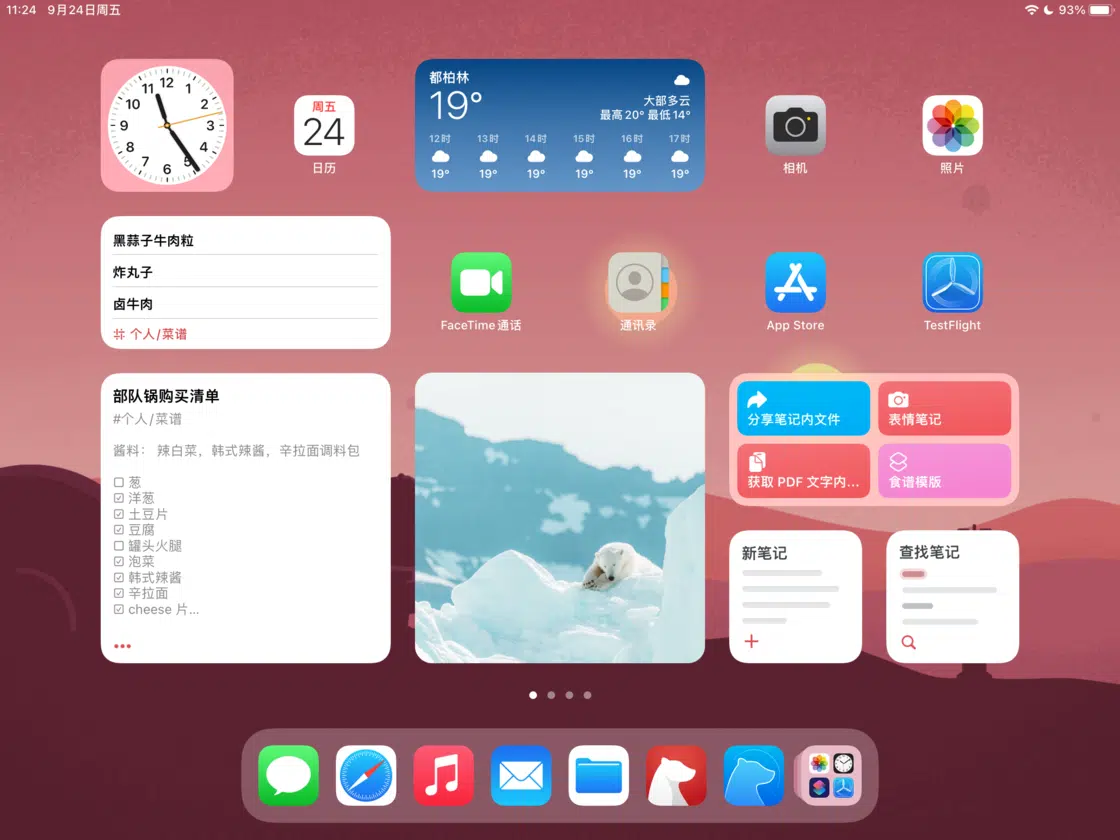 11:24 9月24日周五
93%
12
11 1
10 2
9 3
8 4
7 5
6
周五
24
日历
都柏林
19°
大部多云
最高20° 最低14°
12时 13时 14时 15时 16时 17时
19° 19° 19° 19° 19° 19°
相机
照片
黑蒜子牛肉粒
炸丸子
卤牛肉
# 个人/菜谱
FaceTime 通话
通讯录
App Store
TestFlight
部队锅购买清单
#个人/菜谱
酱料： 辣白菜，韩式辣酱，辛拉面调料包
葱
洋葱
土豆片
豆腐
罐头火腿
泡菜
韩式辣酱
辛拉面
cheese 片...
分享笔记内文件
表情笔记
获取 PDF 文字内...
食谱模版
新笔记
查找笔记